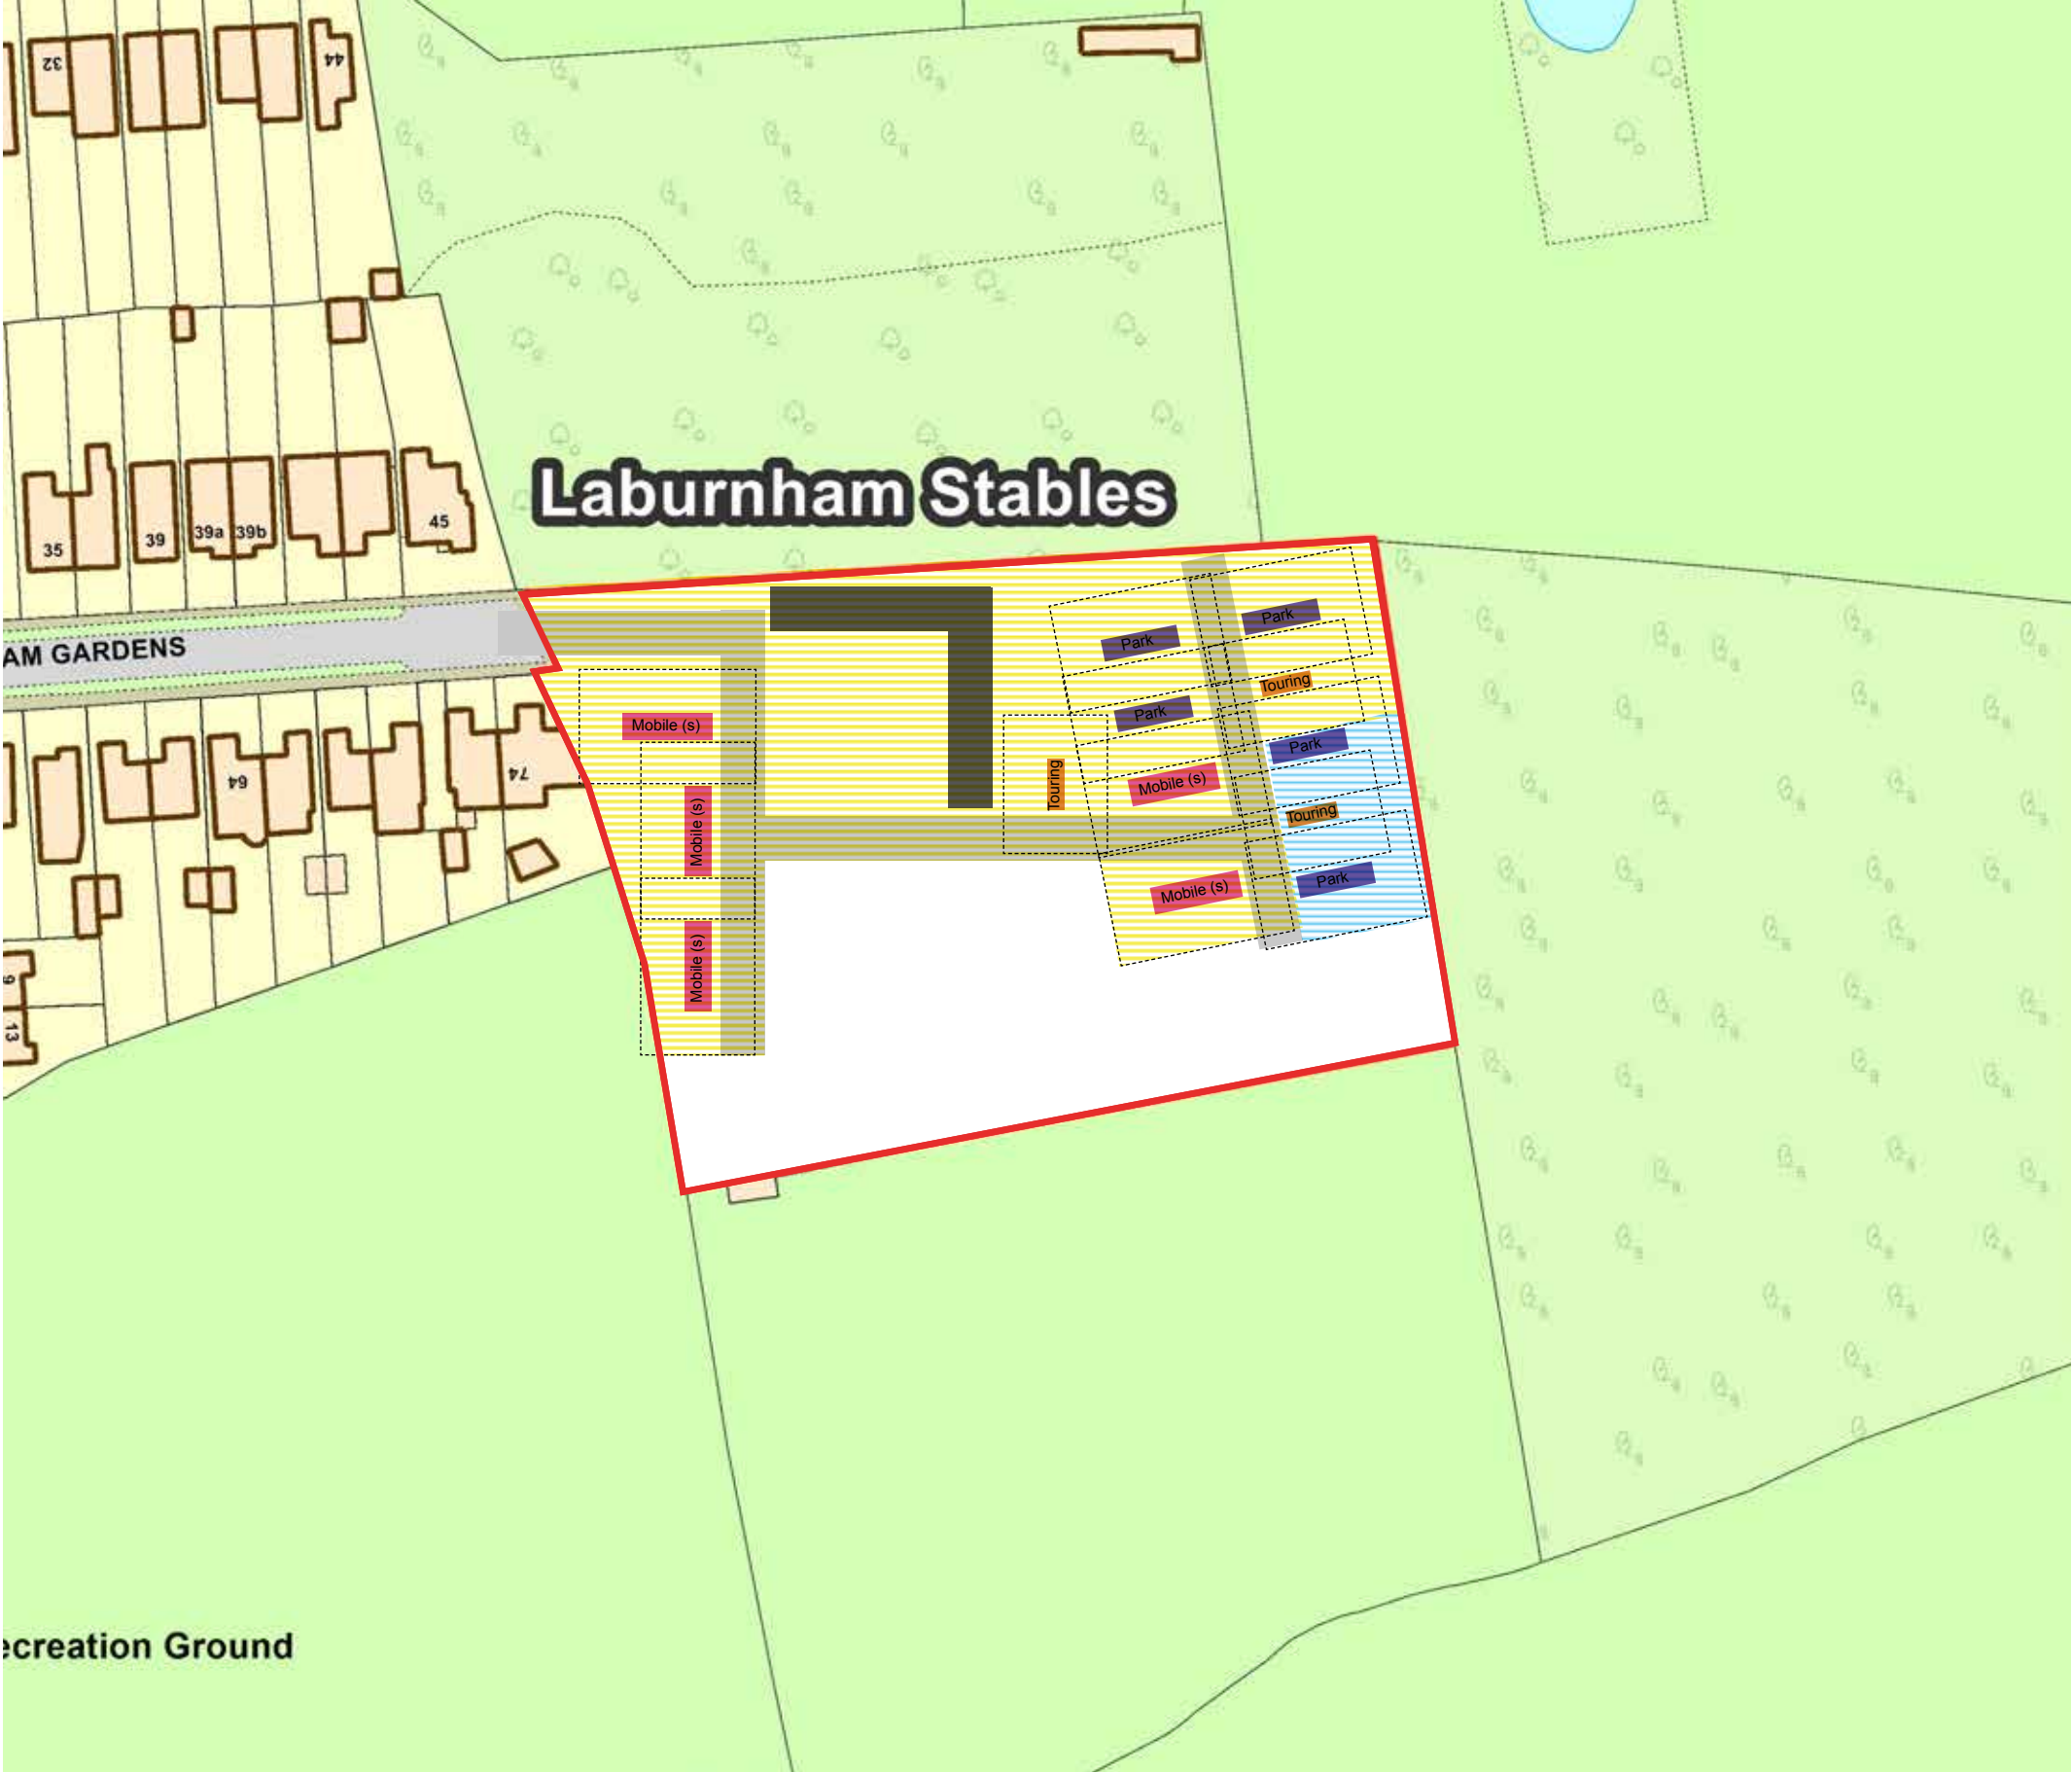 32
44
Laburnham Stables
35
39
39a
39b
45
AM GARDENS
Park
Park
Touring
Park
Mobile (s)
Park
Touring
Mobile (s)
Touring
64
74
Mobile (s)
Park
Mobile (s)
Mobile (s)
9
13
ecreation Ground